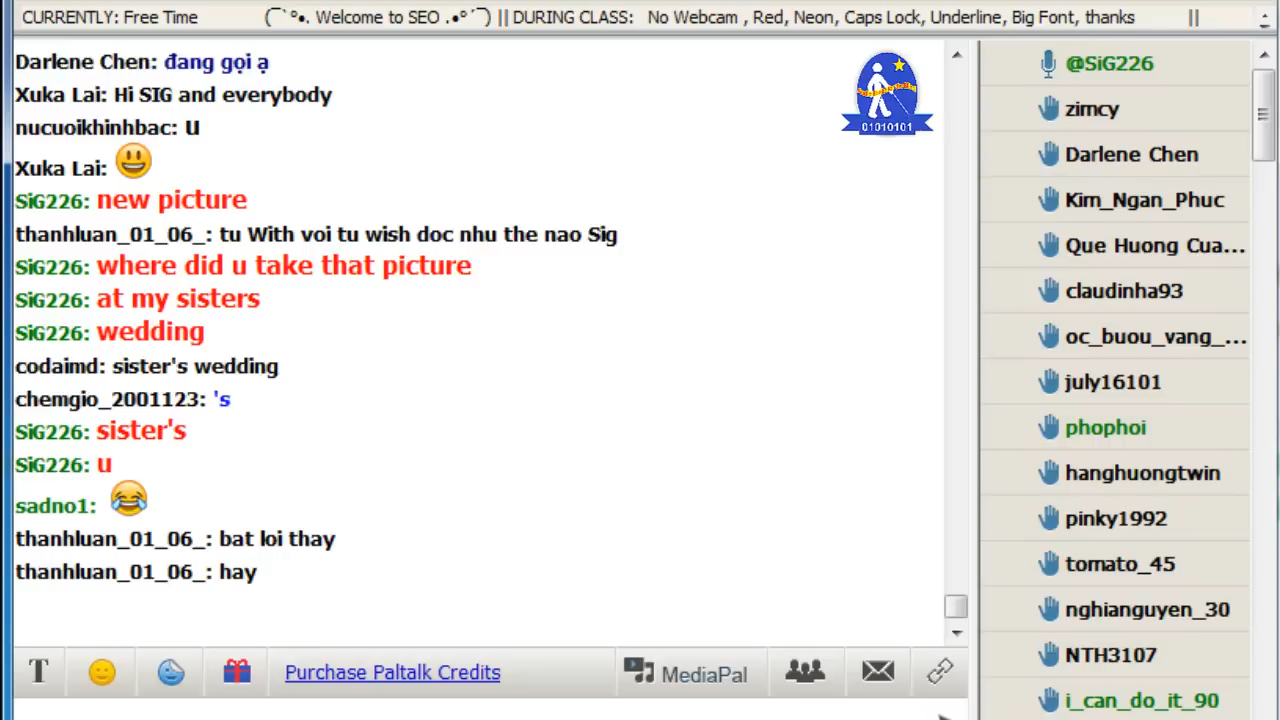 CURRENTLY: Free Time (¯`°•. Welcome to SEO .•°´¯) || DURING CLASS: No Webcam , Red, Neon, Caps Lock, Underline, Big Font, thanks ||
Darlene Chen: đang gọi ạ
Xuka Lai: Hi SIG and everybody
nucuoikhinhbac: u
Xuka Lai:
SiG226: new picture
thanhluan_01_06_: tu With voi tu wish doc nhu the nao Sig
SiG226: where did u take that picture
SiG226: at my sisters
SiG226: wedding
codaimd: sister's wedding
chemgio_2001123: 's
SiG226: sister's
SiG226: u
sadno1:
thanhluan_01_06_: bat loi thay
thanhluan_01_06_: hay
01010101
@SiG226
zimcy
Darlene Chen
Kim_Ngan_Phuc
Que Huong Cua...
claudinha93
oc_buou_vang_...
july16101
phophoi
hanghuongtwin
pinky1992
tomato_45
nghianguyen_30
NTH3107
i_can_do_it_90
T
Purchase Paltalk Credits
MediaPal